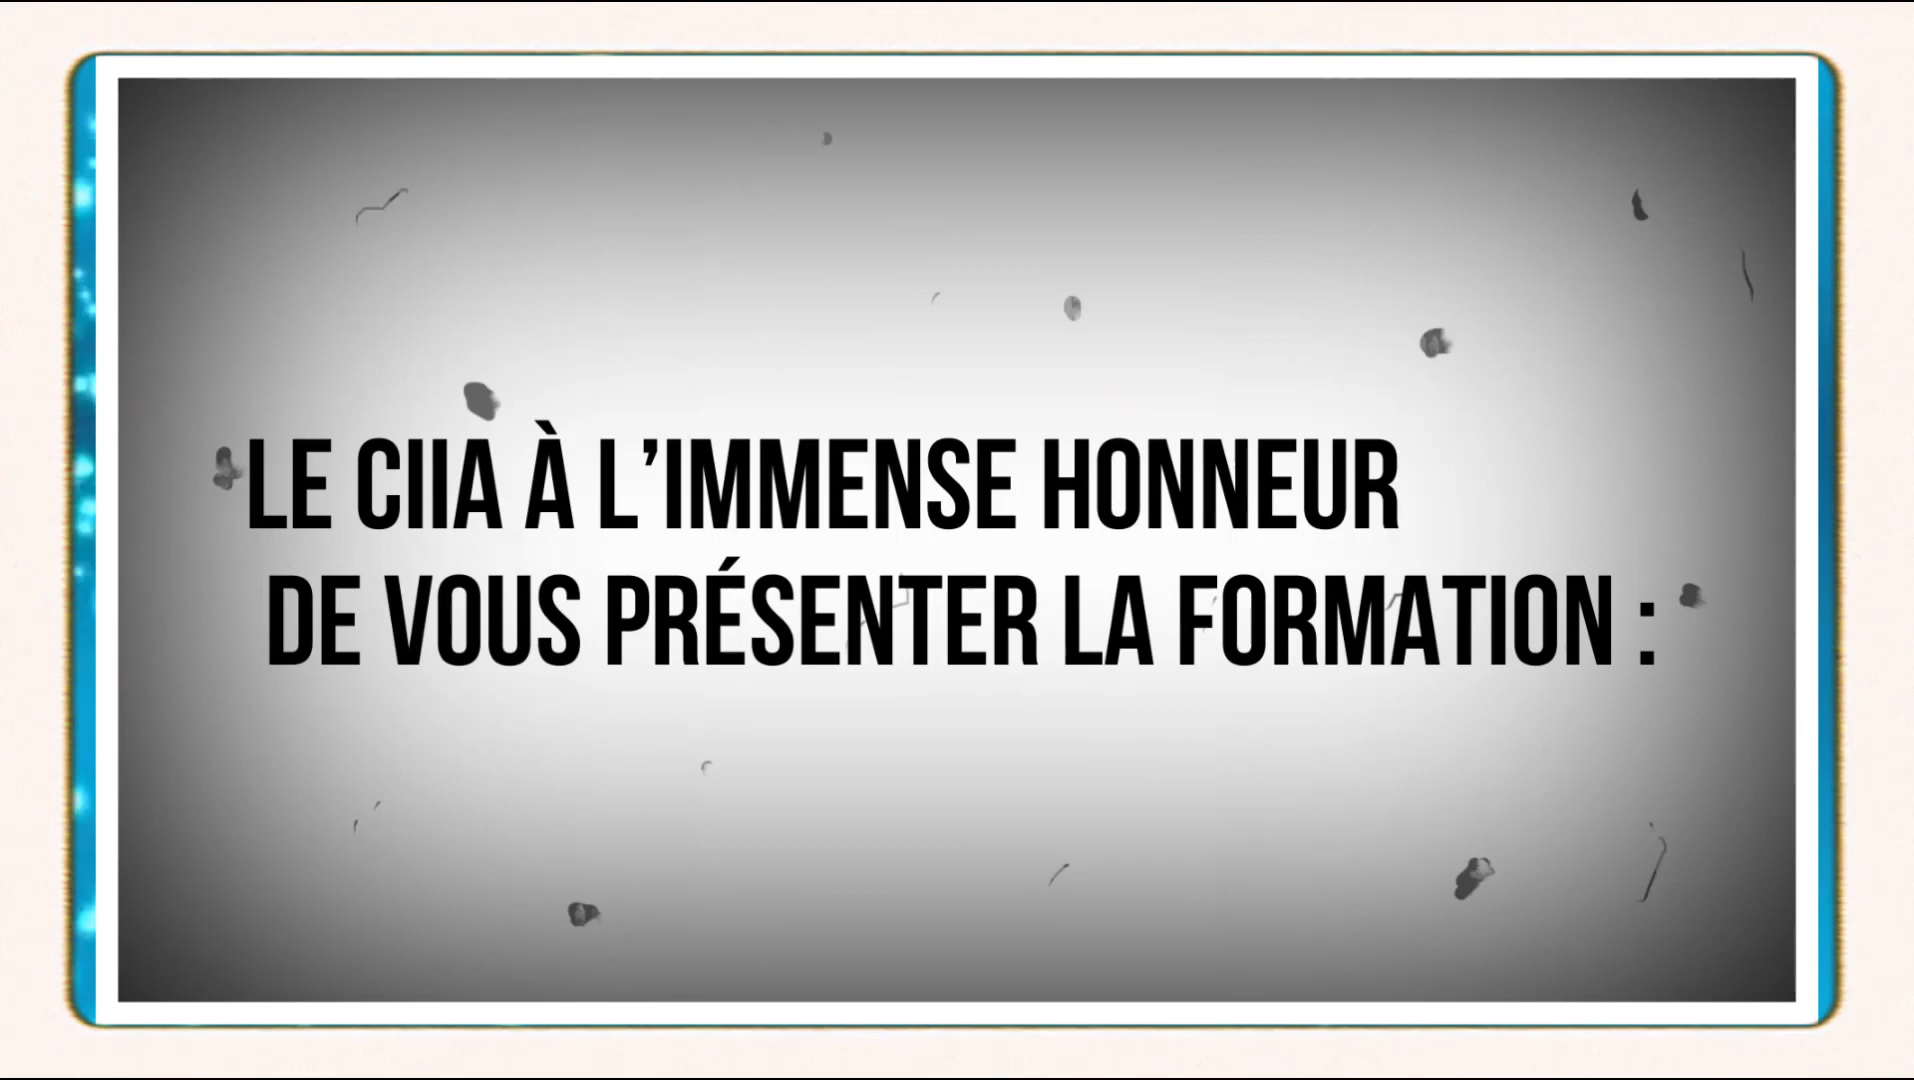 LE CIIA À L’IMMENSE HONNEUR
DE VOUS PRÉSENTER LA FORMATION :